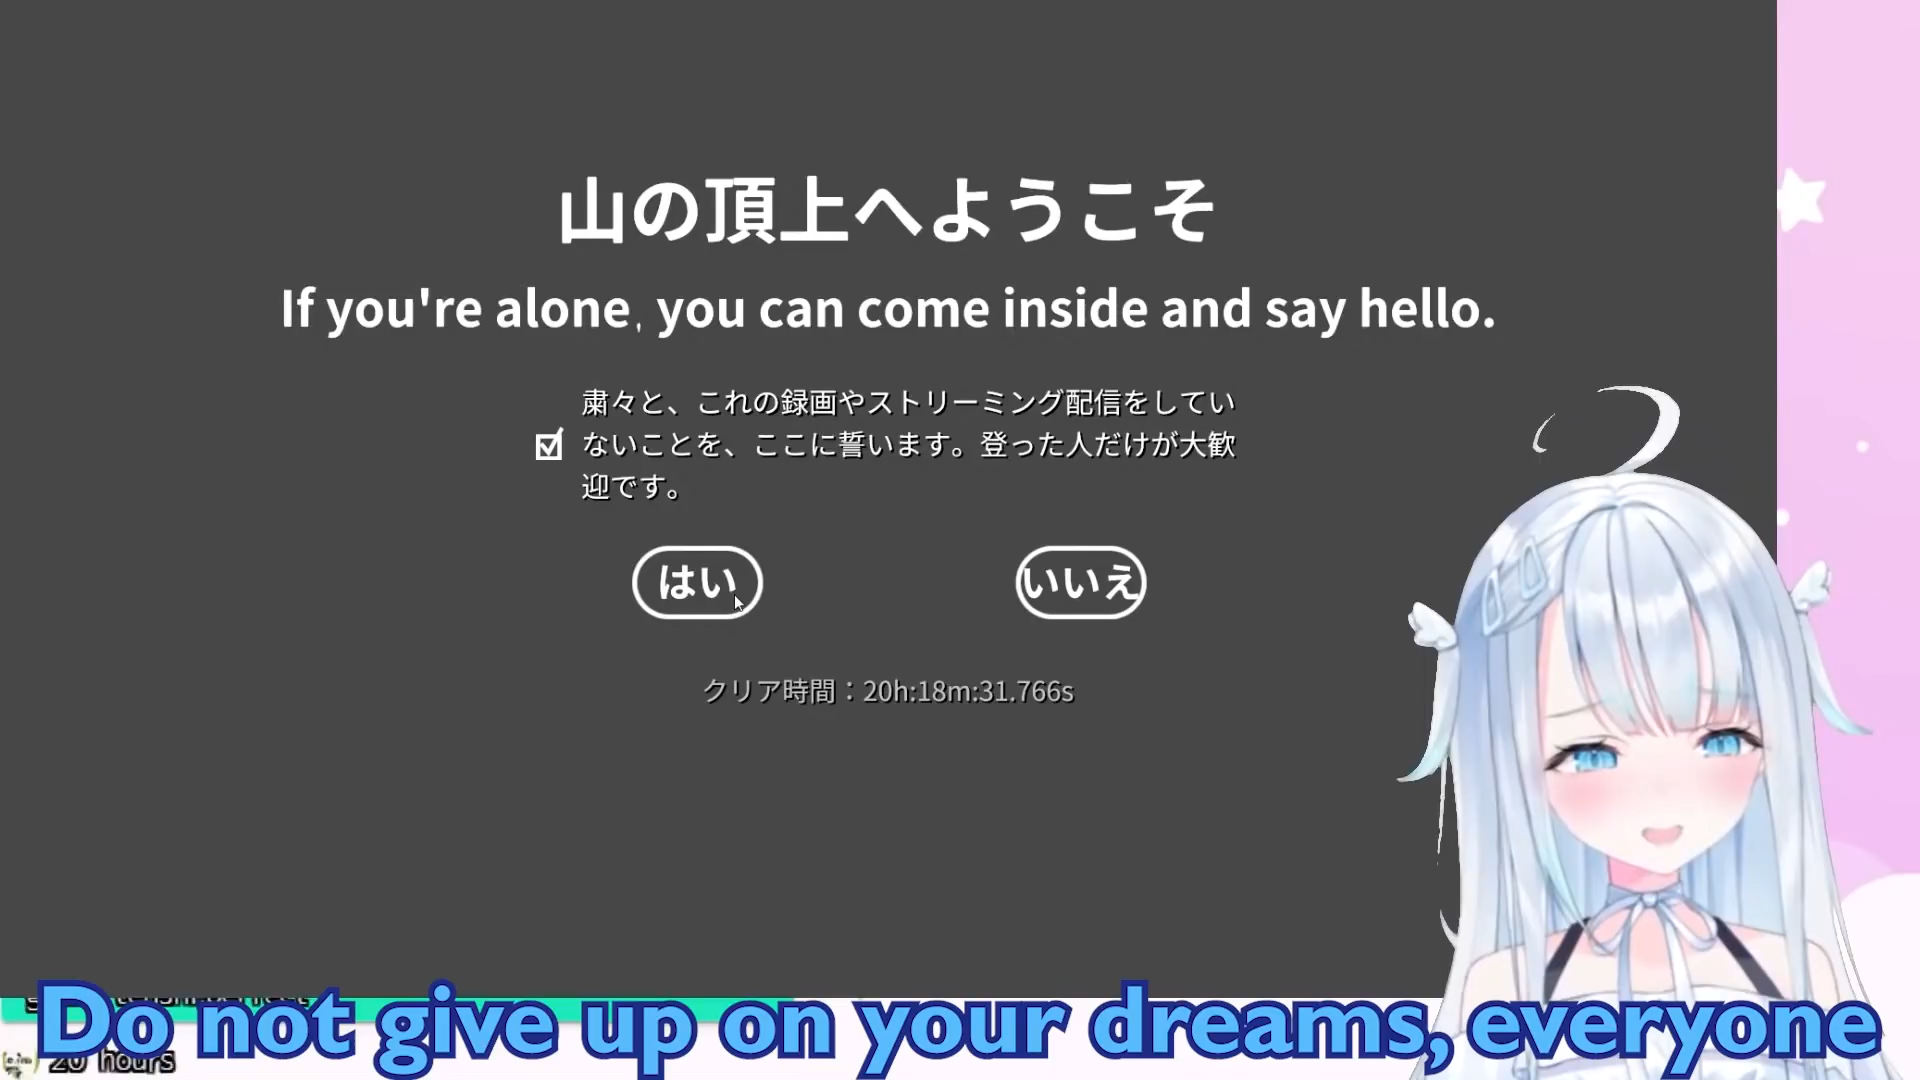 山の頂上へようこそ
If you're alone, you can come inside and say hello.
粛々と、これの録画やストリーミング配信をしてい
ないことを、ここに誓います。登った人だけが大歓
迎です。
はい
いいえ
クリア時間：20h:18m:31.766s
Do not give up on your dreams, everyone
20 hours